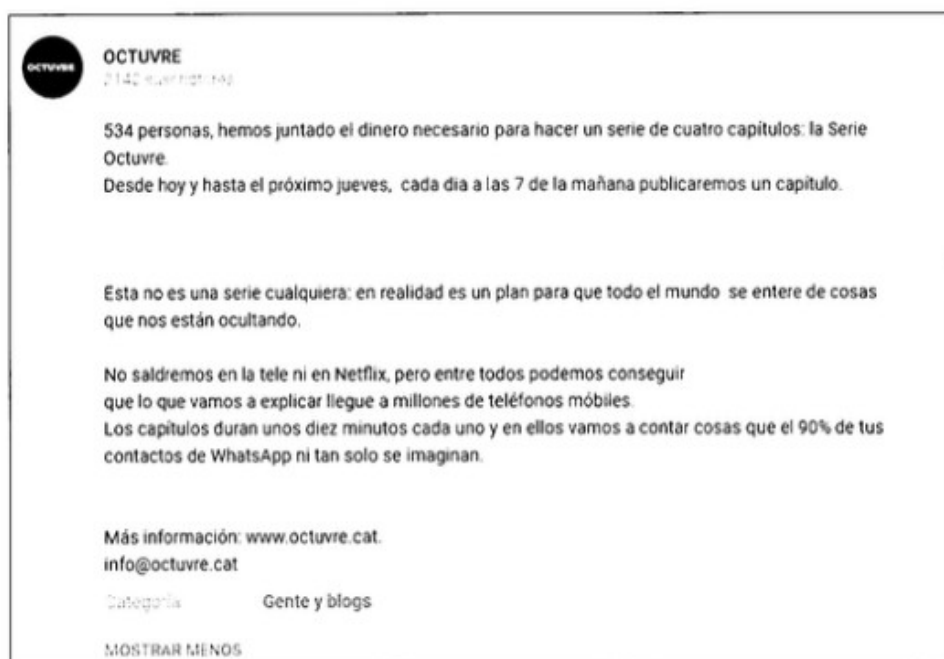 OCTUVRE
OCTUVRE
2142
534 personas, hemos juntado el dinero necesario para hacer un serie de cuatro capítulos: la Serie
Octuvre.
Desde hoy y hasta el próximo jueves, cada dia a las 7 de la mañana publicaremos un capítulo.
Esta no es una serie cualquiera: en realidad es un plan para que todo el mundo se entere de cosas
que nos están ocultando.
No saldremos en la tele ni en Netflix, pero entre todos podemos conseguir
que lo que vamos a explicar llegue a millones de teléfonos móbiles.
Los capítulos duran unos diez minutos cada uno y en ellos vamos a contar cosas que el 90% de tus
contactos de WhatsApp ni tan solo se imaginan.
Más información: www.octuvre.cat.
info@octuvre.cat
Categoría Gente y blogs
MOSTRAR MENOS